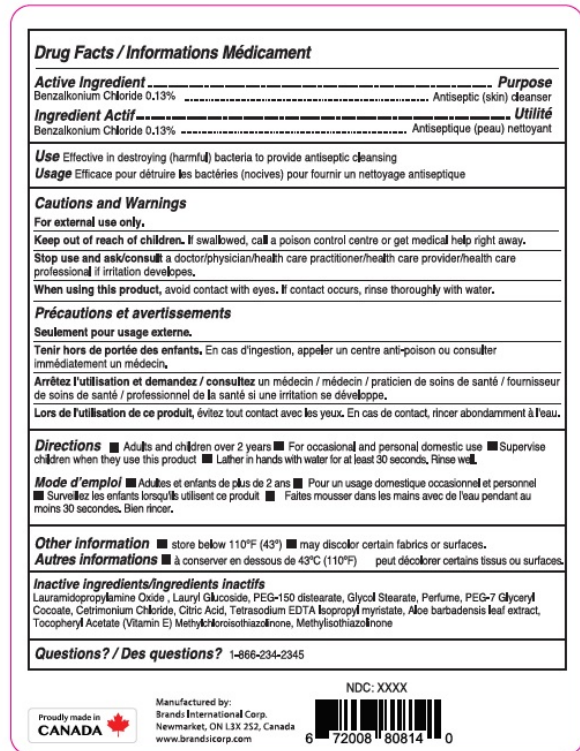 Drug Facts / Informations Médicament
Active Ingredient Purpose
Benzalkonium Chloride 0.13% Antiseptic (skin) cleanser
Ingredient Actif Utilité
Benzalkonium Chloride 0.13% Antiseptique (peau) nettoyant
Use Effective in destroying (harmful) bacteria to provide antiseptic cleansing
Usage Efficace pour détruire les bactéries (nocives) pour fournir un nettoyage antiseptique
Cautions and Warnings
For external use only.
Keep out of reach of children. If swallowed, call a poison control centre or get medical help right away.
Stop use and ask/consult a doctor/physician/health care practitioner/health care provider/health care
professional if irritation developes.
When using this product, avoid contact with eyes. If contact occurs, rinse thoroughly with water.
Précautions et avertissements
Seulement pour usage externe.
Tenir hors de portée des enfants. En cas d'ingestion, appeler un centre anti-poison ou consulter
immédiatement un médecin.
Arrêtez l'utilisation et demandez / consultez un médecin / médecin / praticien de soins de santé / fournisseur
de soins de santé / professionnel de la santé si une irritation se développe.
Lors de l'utilisation de ce produit, évitez tout contact avec les yeux. En cas de contact, rincer abondamment à l'eau.
Directions ■ Adults and children over 2 years ■ For occasional and personal domestic use ■ Supervise
children when they use this product ■ Lather in hands with water for at least 30 seconds. Rinse well.
Mode d'emploi ■ Adultes et enfants de plus de 2 ans ■ Pour un usage domestique occasionnel et personnel
■ Surveillez les enfants lorsqu'ils utilisent ce produit ■ Faites mousser dans les mains avec de l'eau pendant au
moins 30 secondes. Bien rincer.
Other information ■ store below 110°F (43°) ■ may discolor certain fabrics or surfaces.
Autres informations ■ à conserver en dessous de 43°C (110°F) peut décolorer certains tissus ou surfaces.
Inactive ingredients/ingredients inactifs
Lauramidopropylamine Oxide , Lauryl Glucoside, PEG-150 distearate, Glycol Stearate, Perfume, PEG-7 Glyceryl
Cocoate, Cetrimonium Chloride, Citric Acid, Tetrasodium EDTA Isopropyl myristate, Aloe barbadensis leaf extract,
Tocopheryl Acetate (Vitamin E) Methylchloroisothiazolinone, Methylisothiazolinone
Questions? / Des questions? 1-866-234-2345
Proudly made in
CANADA
Manufactured by:
Brands International Corp.
Newmarket, ON L3X 2S2, Canada
www.brandsicorp.com
NDC: XXXX
6 72008 80814 0